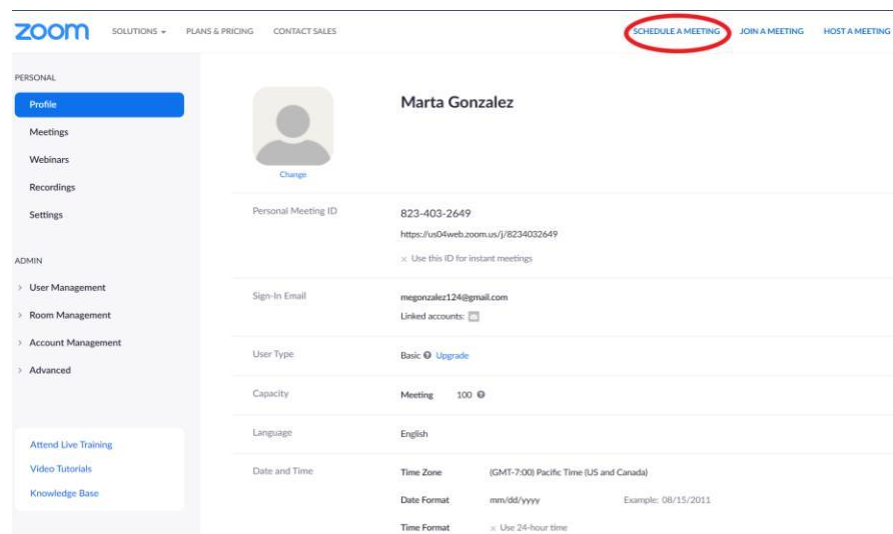 zoom SOLUTIONS PLANS & PRICING CONTACT SALES SCHEDULE A MEETING JOIN A MEETING HOST A MEETING
PERSONAL
Profile
Meetings
Webinars
Recordings
Settings
ADMIN
User Management
Room Management
Account Management
Advanced
Attend Live Training
Video Tutorials
Knowledge Base
Marta Gonzalez
Change
Personal Meeting ID 823-403-2649
https://us04web.zoom.us/j/8234032649
× Use this ID for instant meetings
Sign-In Email megonzalez124@gmail.com
Linked accounts:
User Type Basic Upgrade
Capacity Meeting 100
Language English
Date and Time Time Zone (GMT-7:00) Pacific Time (US and Canada)
Date Format mm/dd/yyyy Example: 08/15/2011
Time Format × Use 24-hour time